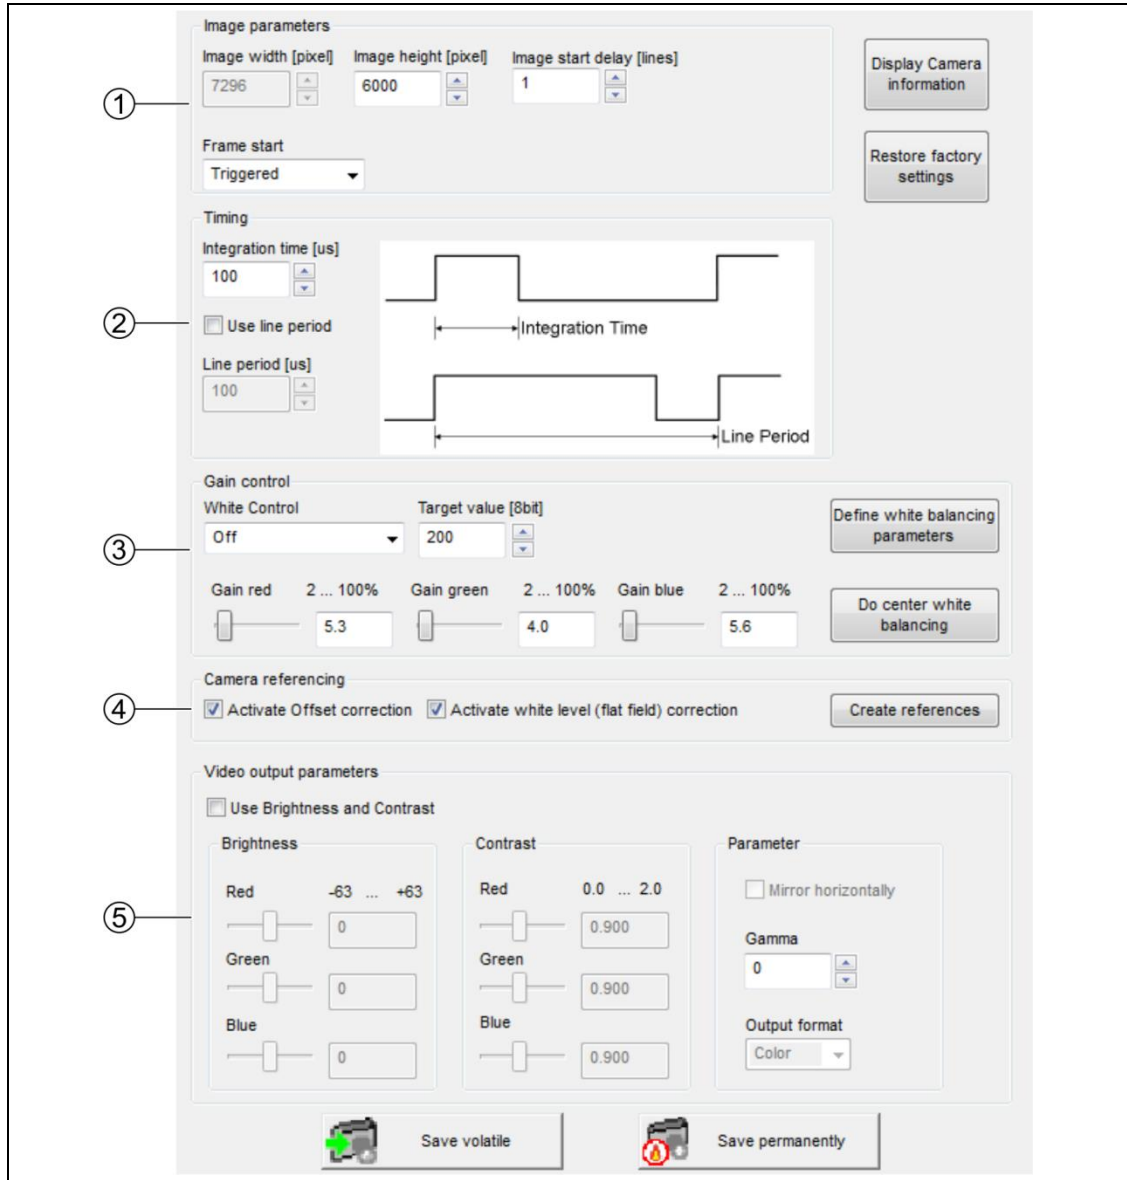 Image parameters
Image width [pixel] Image height [pixel] Image start delay [lines]
7296 6000 1
Display Camera
information
①
Frame start
Triggered
Restore factory
settings
Timing
Integration time [us]
100
② Use line period
Integration Time
Line period [us]
100
Line Period
Gain control
White Control Target value [8bit]
Off 200
Define white balancing
parameters
③
Gain red 2 ... 100% Gain green 2 ... 100% Gain blue 2 ... 100%
5.3 4.0 5.6
Do center white
balancing
Camera referencing
④ Activate Offset correction Activate white level (flat field) correction Create references
Video output parameters
Use Brightness and Contrast
Brightness Contrast Parameter
Red -63 ... +63 Red 0.0 ... 2.0 Mirror horizontally
⑤ 0 0.900
Green Green Gamma
0 0.900 0
Blue Blue Output format
0 0.900 Color
Save volatile Save permanently